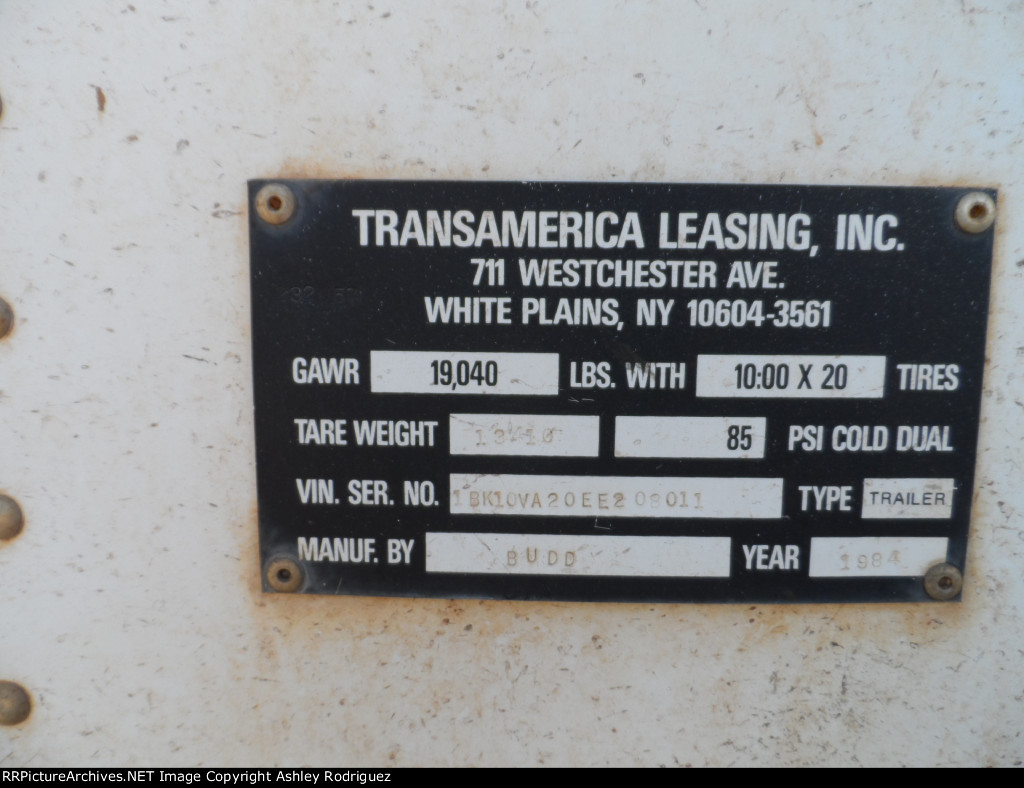 TRANSAMERICA LEASING, INC.
711 WESTCHESTER AVE.
WHITE PLAINS, NY 10604-3561
GAWR 19,040 LBS. WITH 10:00 X 20 TIRES
TARE WEIGHT 85 PSI COLD DUAL
VIN. SER. NO. TYPE TRAILER
MANUF. BY BUDD YEAR 1984
RRPictureArchives.NET Image Copyright Ashley Rodriguez